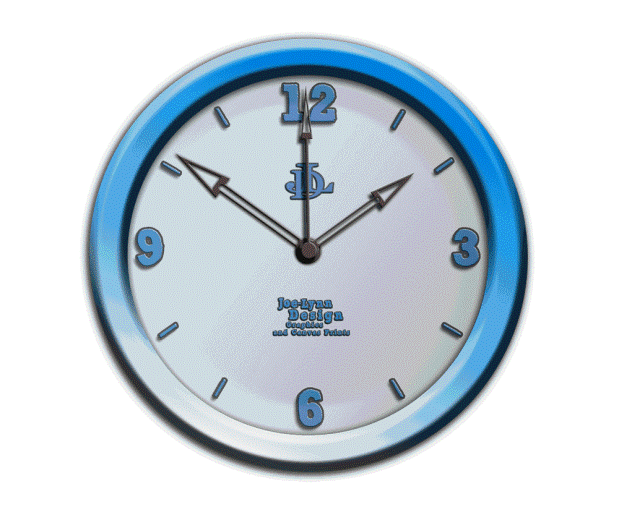 12
JDL
9
3
Joe-Lynn
Design
Graphics
and Canvas Prints
6